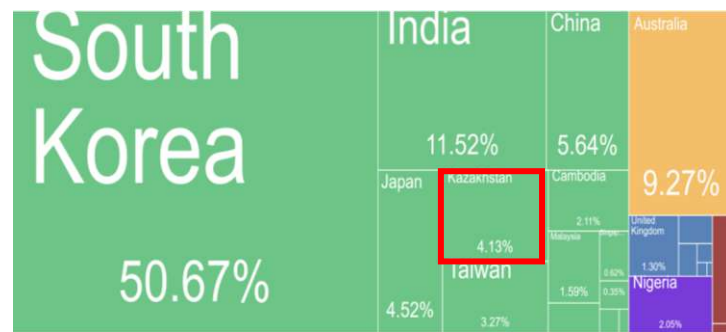 South
Korea
50.67%
India
11.52%
China
5.64%
Australia
9.27%
Japan
4.52%
Kazakhstan
4.13%
Taiwan
3.27%
Cambodia
2.11%
Malaysia
1.59%
0.62%
0.35%
United
Kingdom
1.30%
Nigeria
2.05%